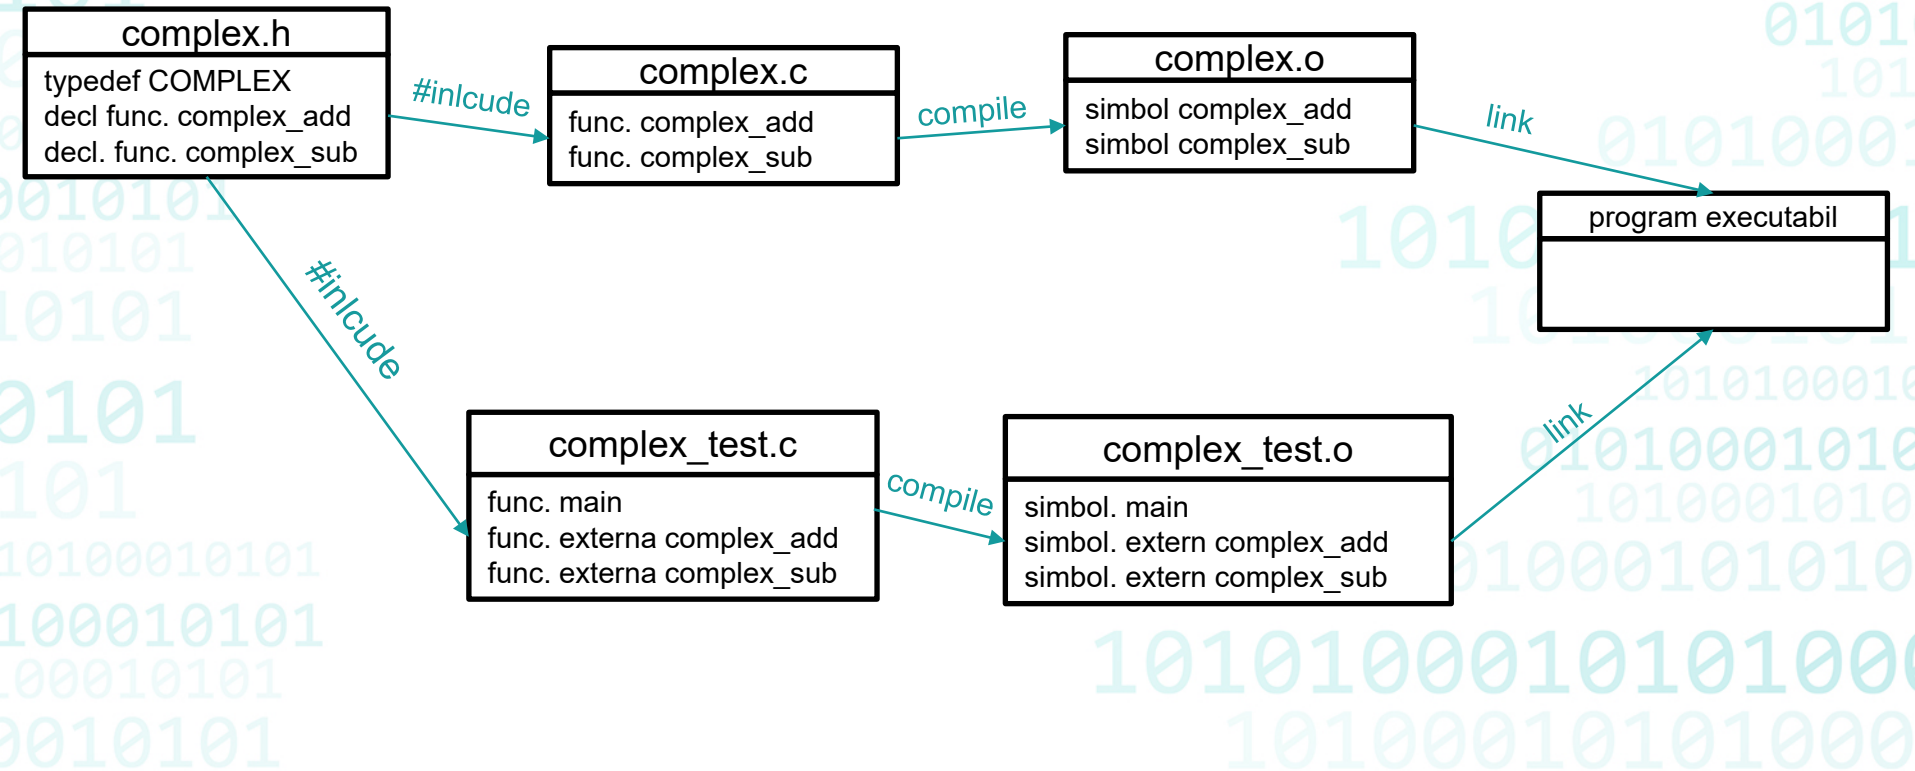 complex.h
typedef COMPLEX
decl func. complex_add
decl. func. complex_sub
#inlcude
complex.c
func. complex_add
func. complex_sub
compile
complex.o
simbol complex_add
simbol complex_sub
link
program executabil
#inlcude
complex_test.c
func. main
func. externa complex_add
func. externa complex_sub
compile
complex_test.o
simbol. main
simbol. extern complex_add
simbol. extern complex_sub
link